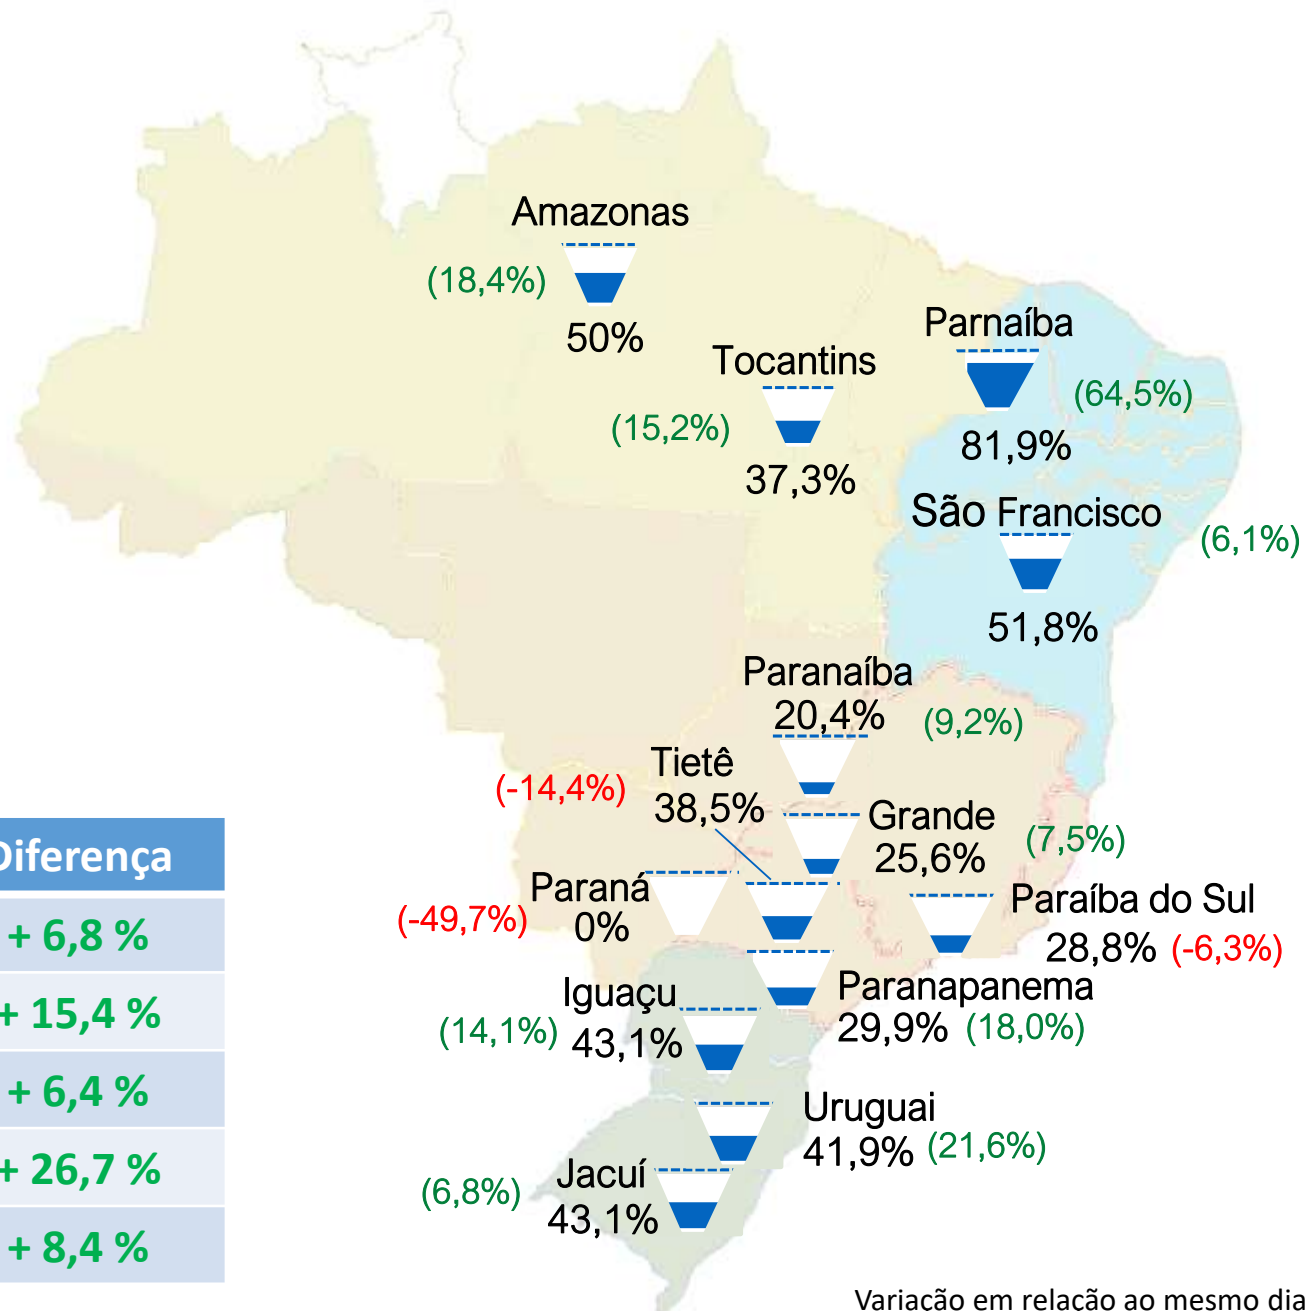 Amazonas
(18,4%)
50%
Parnaíba
Tocantins
(64,5%)
(15,2%)
81,9%
37,3%
São Francisco
(6,1%)
51,8%
Paranaíba
20,4%
(9,2%)
Tietê
(-14,4%)
38,5%
Grande
(7,5%)
25,6%
Diferença
Paraná
Paraíba do Sul
(-49,7%)
0%
+ 6,8 %
28,8% (-6,3%)
Iguaçu
Paranapanema
+ 15,4 %
(14,1%)
43,1%
29,9% (18,0%)
+ 6,4 %
Uruguai
41,9% (21,6%)
+ 26,7 %
Jacuí
(6,8%)
43,1%
+ 8,4 %
Variação em relação ao mesmo dia